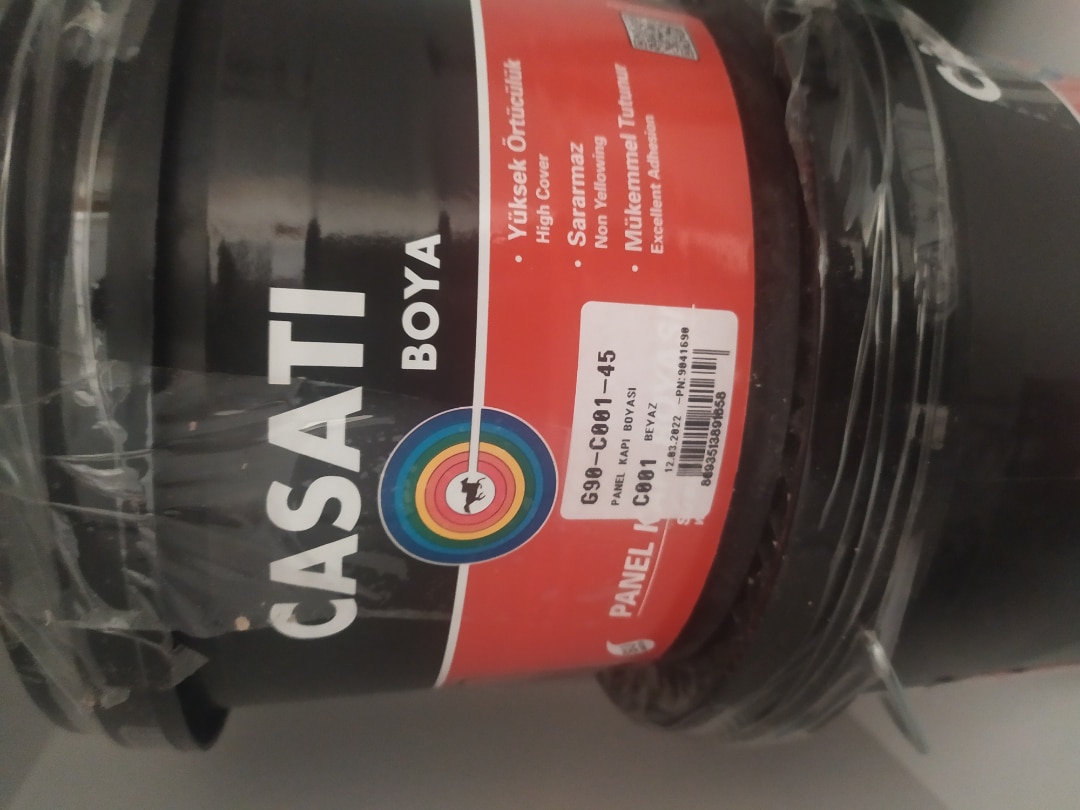 CASATI
BOYA
• Yüksek Örtücülük
High Cover
• Sararmaz
Non Yellowing
• Mükemmel Tutunur
Excellent Adhesion
G90-C001-45
PANEL KAPI BOYASI
C001 BEYAZ
12.03.2022 -PN:9041690
8693513891658
PANEL K